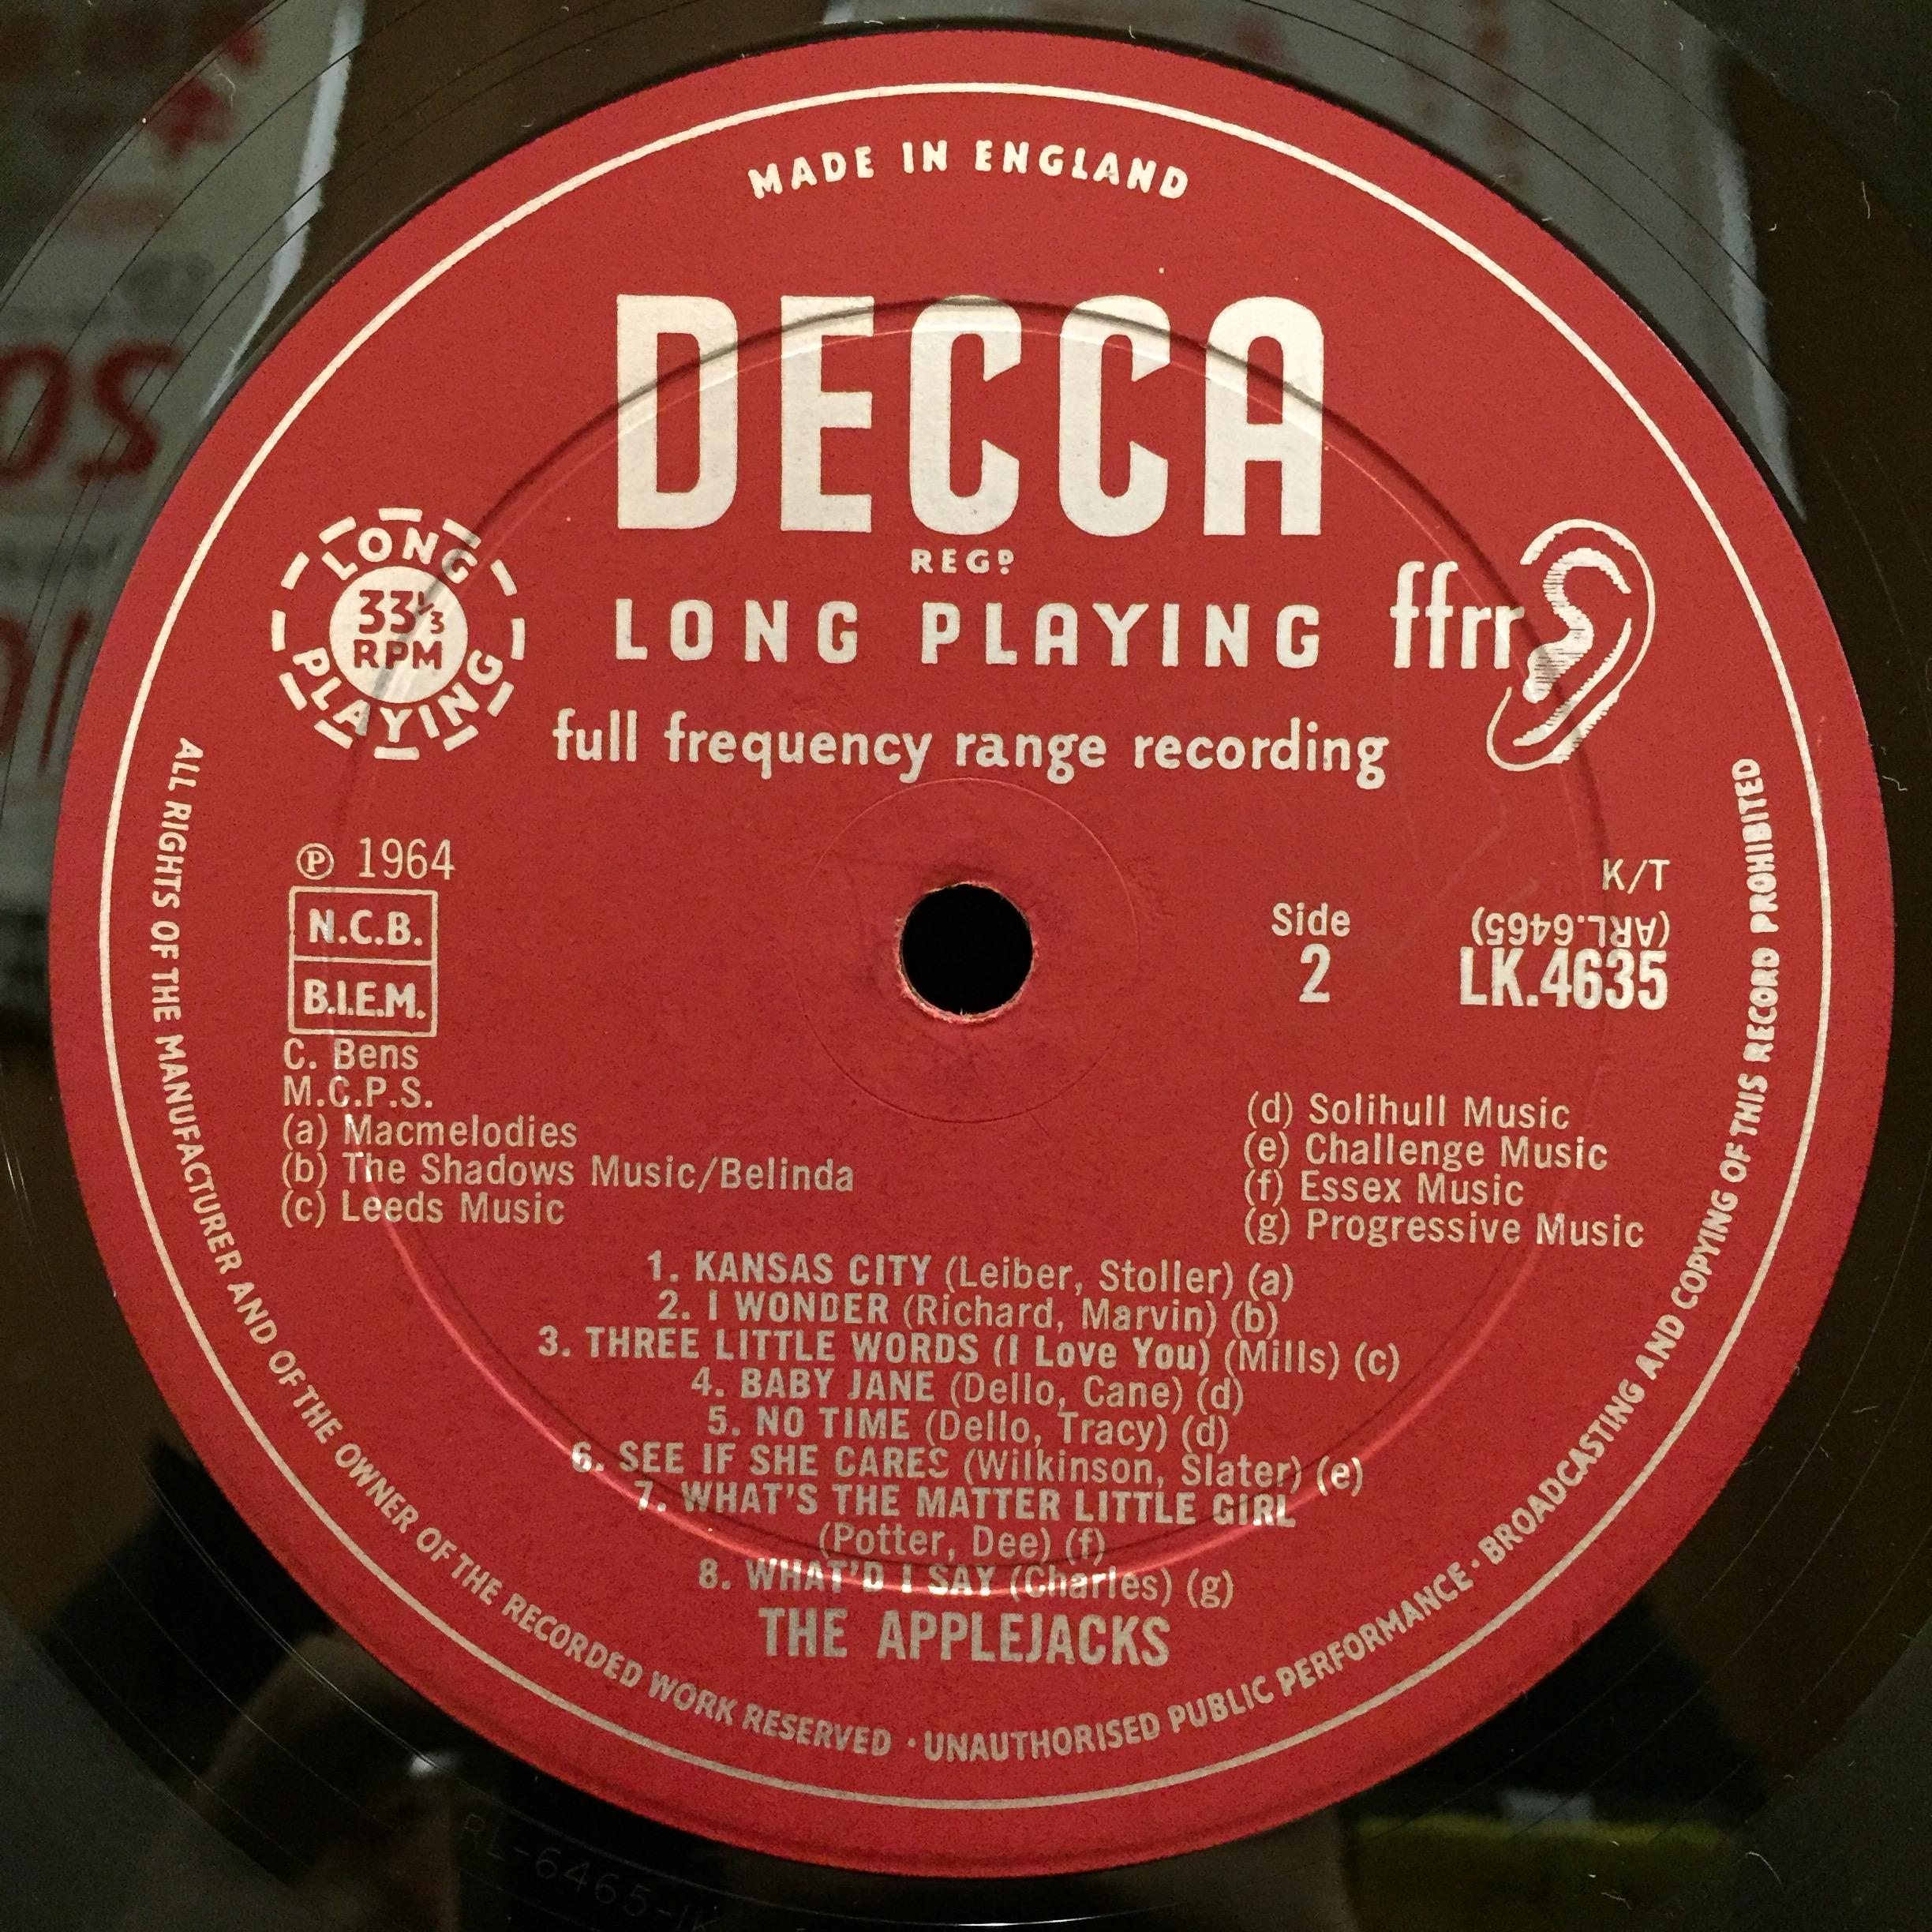 MADE IN ENGLAND
DECCA
REGD
LONG PLAYING
LONG
33⅓
RPM
PLAYING
ffrr
full frequency range recording
℗ 1964
N.C.B.
B.I.E.M.
C. Bens
M.C.P.S.
(a) Macmelodies
(b) The Shadows Music/Belinda
(c) Leeds Music
K/T
(ARL.6465)
Side
2
LK.4635
(d) Solihull Music
(e) Challenge Music
(f) Essex Music
(g) Progressive Music
1. KANSAS CITY (Leiber, Stoller) (a)
2. I WONDER (Richard, Marvin) (b)
3. THREE LITTLE WORDS (I Love You) (Mills) (c)
4. BABY JANE (Dello, Cane) (d)
5. NO TIME (Dello, Tracy) (d)
6. SEE IF SHE CARES (Wilkinson, Slater) (e)
7. WHAT'S THE MATTER LITTLE GIRL
(Potter, Dee) (f)
8. WHAT'D I SAY (Charles) (g)
THE APPLEJACKS
ALL RIGHTS OF THE MANUFACTURER AND OF THE OWNER OF THE RECORDED WORK RESERVED · UNAUTHORISED PUBLIC PERFORMANCE · BROADCASTING AND COPYING OF THIS RECORD PROHIBITED
RL-6465-1K